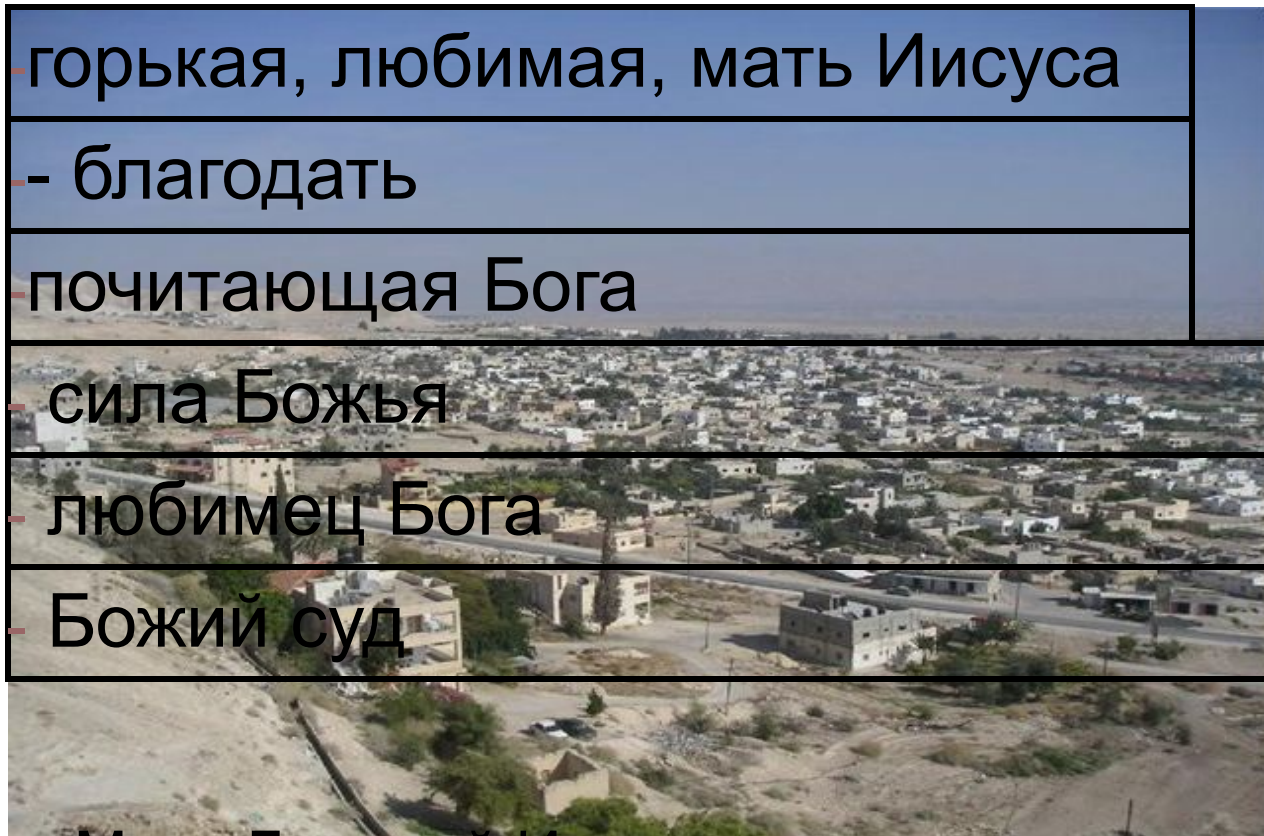 -горькая, любимая, мать Иисуса
-- благодать
-почитающая Бога
- сила Божья
- любимец Бога
- Божий суд